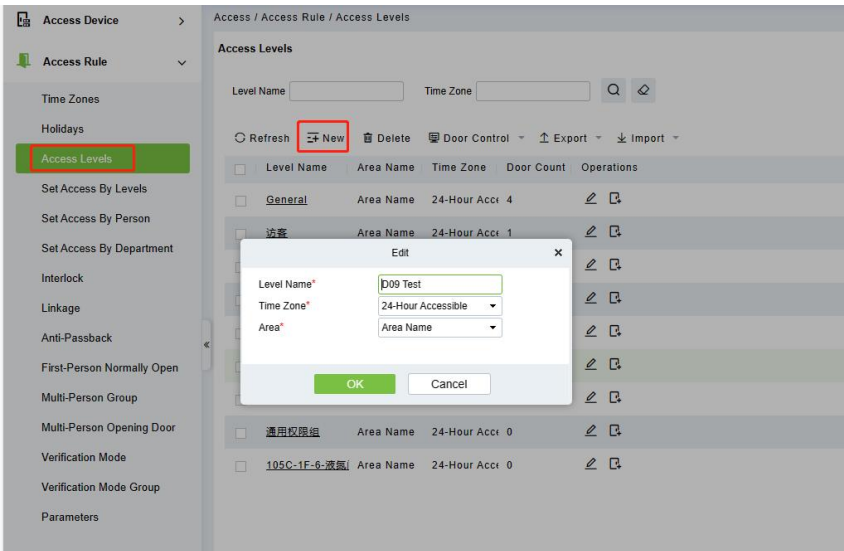 Access Device
Access Rule
Time Zones
Holidays
Access Levels
Set Access By Levels
Set Access By Person
Set Access By Department
Interlock
Linkage
Anti-Passback
First-Person Normally Open
Multi-Person Group
Multi-Person Opening Door
Verification Mode
Verification Mode Group
Parameters
Access / Access Rule / Access Levels
Access Levels
Level Name Time Zone
Refresh New Delete Door Control Export Import
Level Name Area Name Time Zone Door Count Operations
General Area Name 24-Hour Acce 4
访客 Area Name 24-Hour Acce 1
Edit
Level Name* D09 Test
Time Zone* 24-Hour Accessible
Area* Area Name
OK Cancel
通用权限组 Area Name 24-Hour Acce 0
105C-1F-6-液氮 Area Name 24-Hour Acce 0